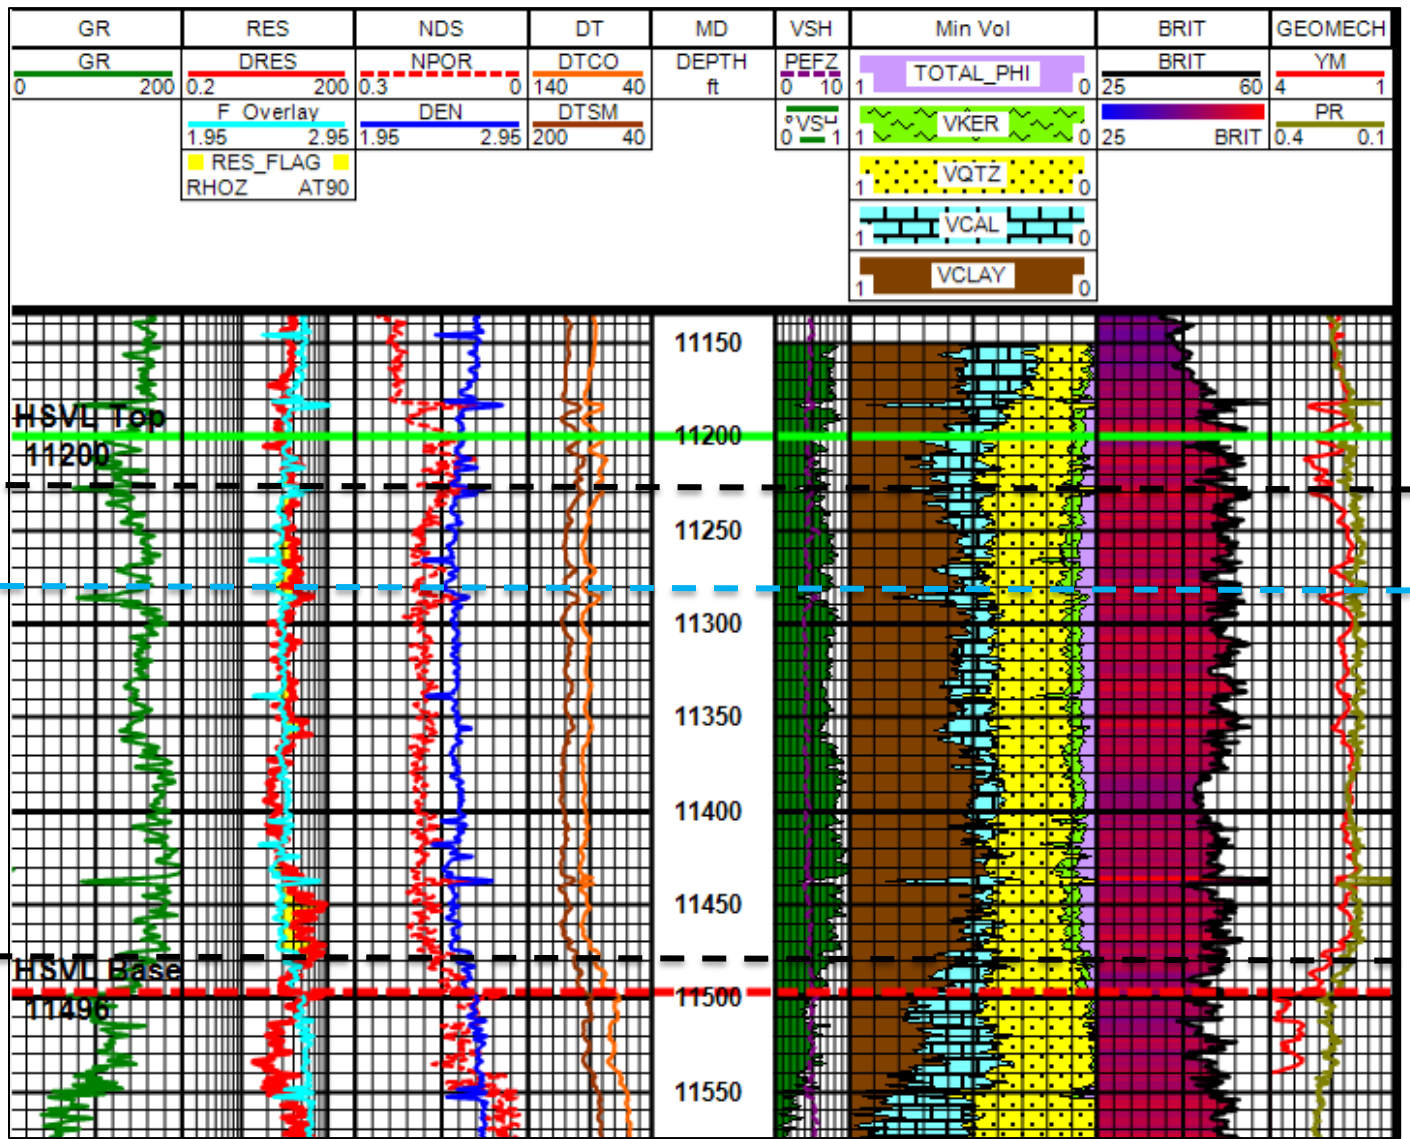 GR RES NDS DT MD VSH Min Vol BRIT GEOMECH
GR DRES NPOR DTCO DEPTH PEFZ TOTAL_PHI BRIT YM
0 200 0.2 200 0.3 0 140 40 ft 0 10 1 0 25 60 4 1
F Overlay DEN DTSM VSH VKER PR
1.95 2.95 1.95 2.95 200 40 0 1 1 0 25 BRIT 0.4 0.1
RES_FLAG VQTZ
RHOZ AT90 1 0
VCAL
1 0
VCLAY
1 0
11150
HSVL Top
11200
11200
11250
11300
11350
11400
11450
HSVL Base
11500
11496
11550